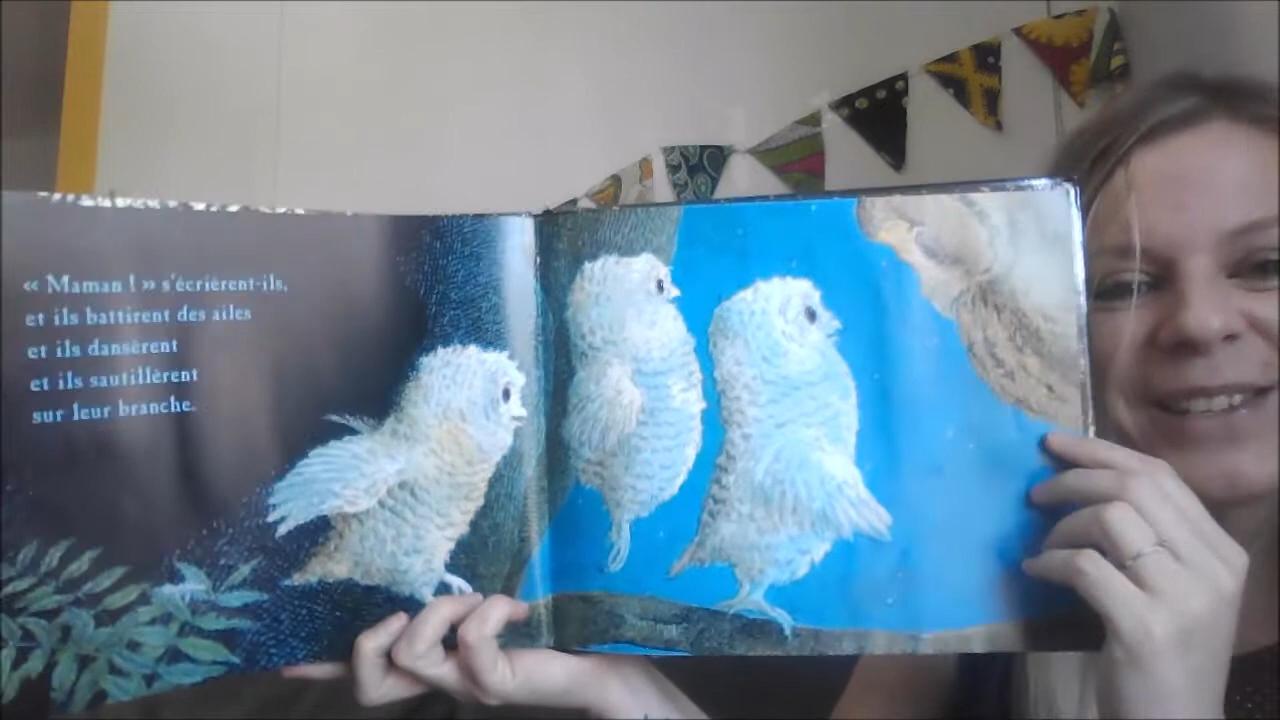 « Maman ! » s'écrièrent-ils,
et ils battirent des ailes
et ils dansèrent
et ils sautillèrent
sur leur branche.